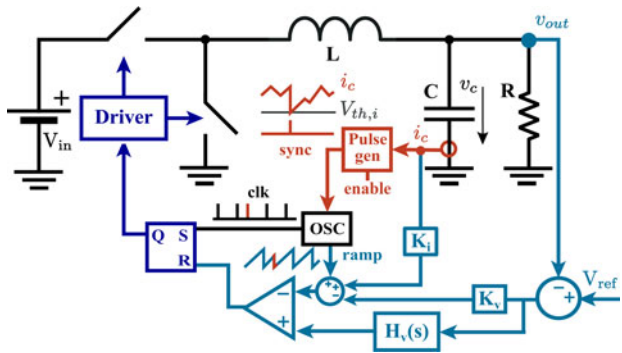 v_out
L
i_c
V_th,i
C
v_c
R
+
V_in
Driver
sync
Pulse gen
i_c
enable
clk
Q
S
R
OSC
ramp
K_i
+
+
−
−
+
K_v
H_v(s)
−
+
V_ref